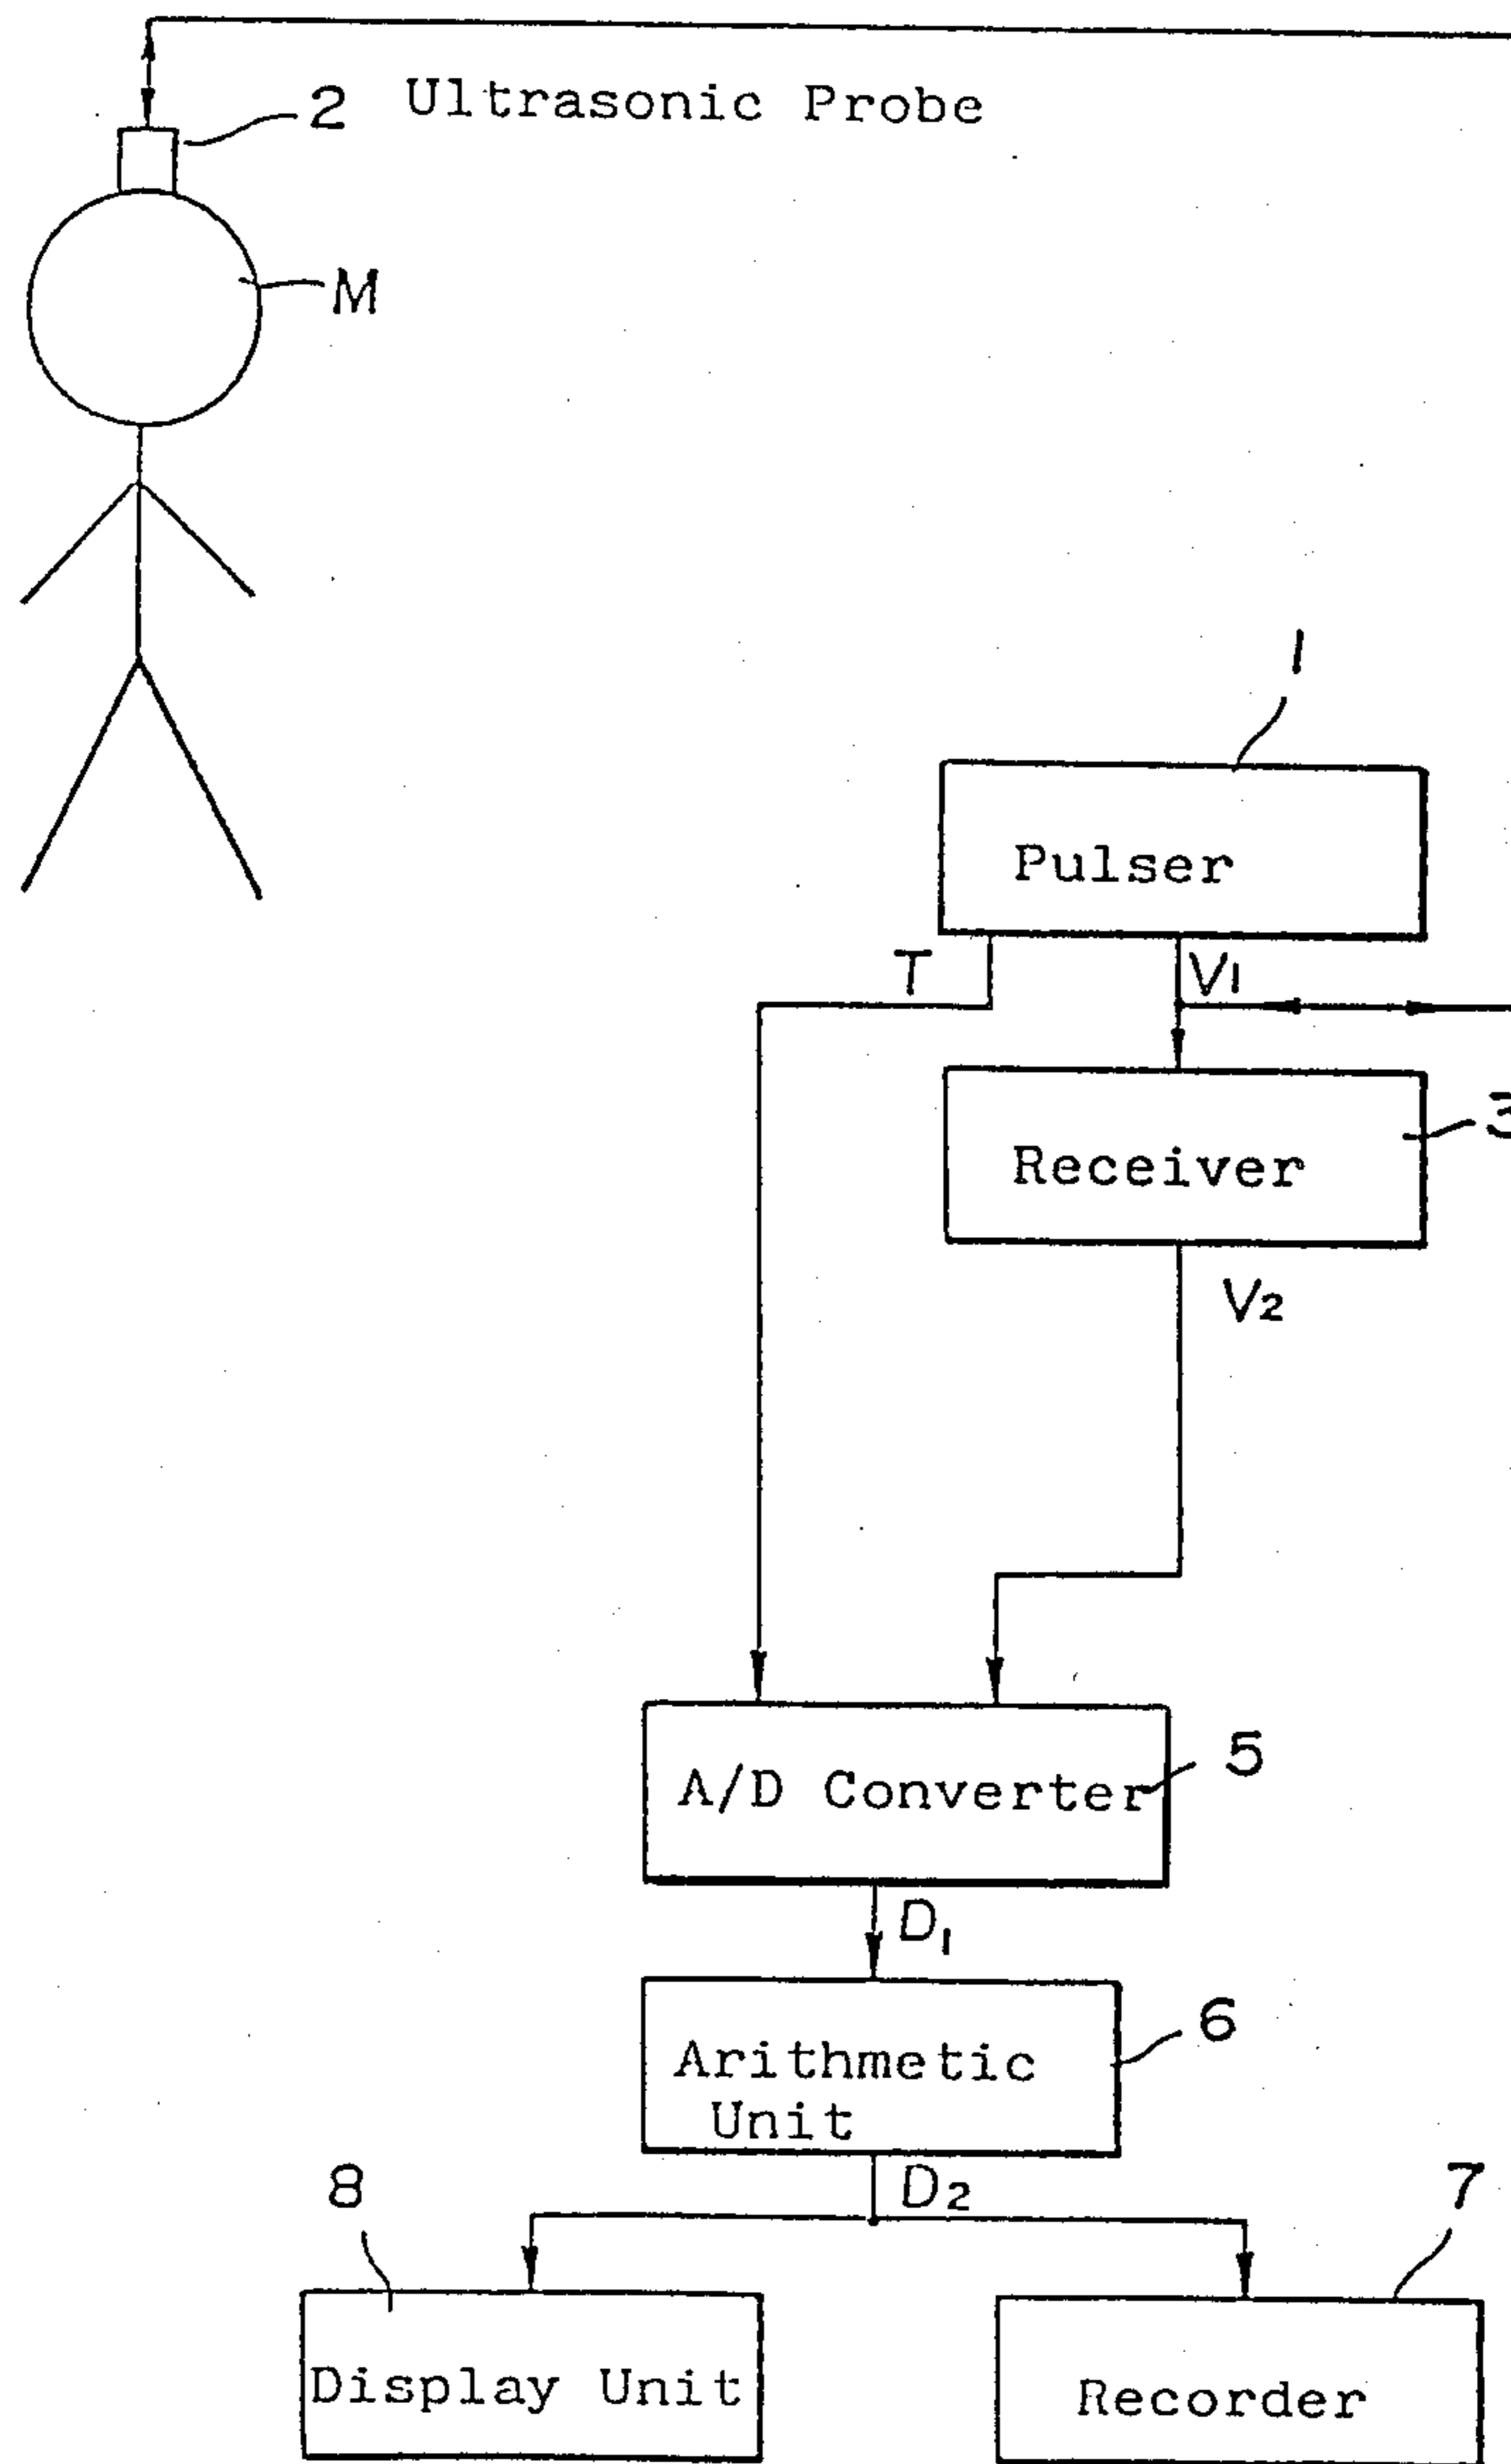 2 Ultrasonic Probe
M
1
Pulser
T
V1
3
Receiver
V2
5
A/D Converter
D1
6
Arithmetic
Unit
D2
8
7
Display Unit
Recorder